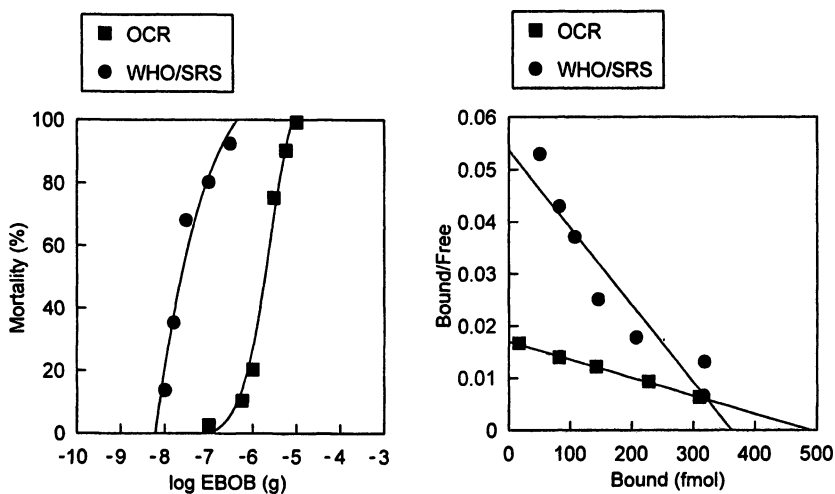 OCR
WHO/SRS
100
80
60
40
20
0
Mortality (%)
-10 -9 -8 -7 -6 -5 -4 -3
log EBOB (g)
OCR
WHO/SRS
0.06
0.05
0.04
0.03
0.02
0.01
0
Bound/Free
0 100 200 300 400 500
Bound (fmol)